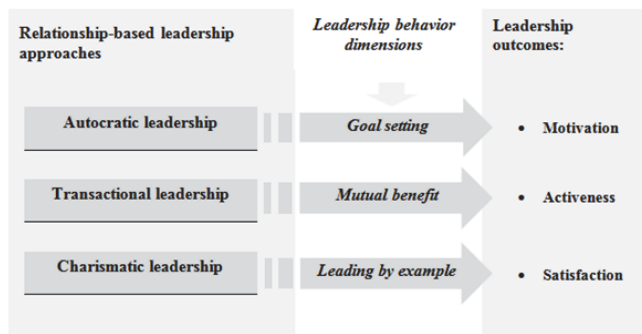 Relationship-based leadership
approaches
Leadership behavior
dimensions
Leadership
outcomes:
Autocratic leadership
Goal setting
• Motivation
Transactional leadership
Mutual benefit
• Activeness
Charismatic leadership
Leading by example
• Satisfaction